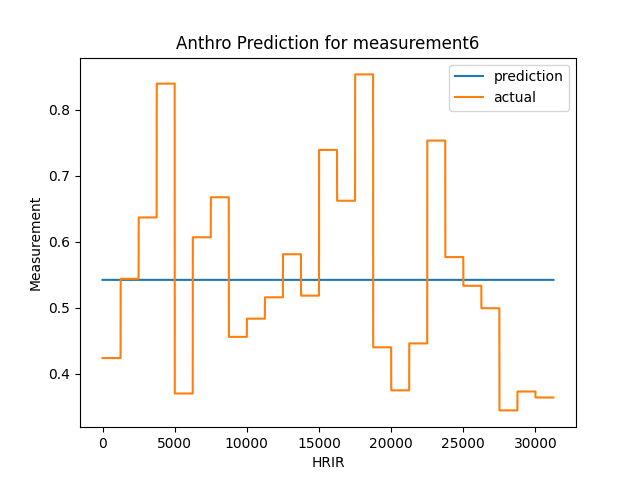 Anthro Prediction for measurement6
prediction
actual
Measurement
0.8
0.7
0.6
0.5
0.4
0 5000 10000 15000 20000 25000 30000
HRIR